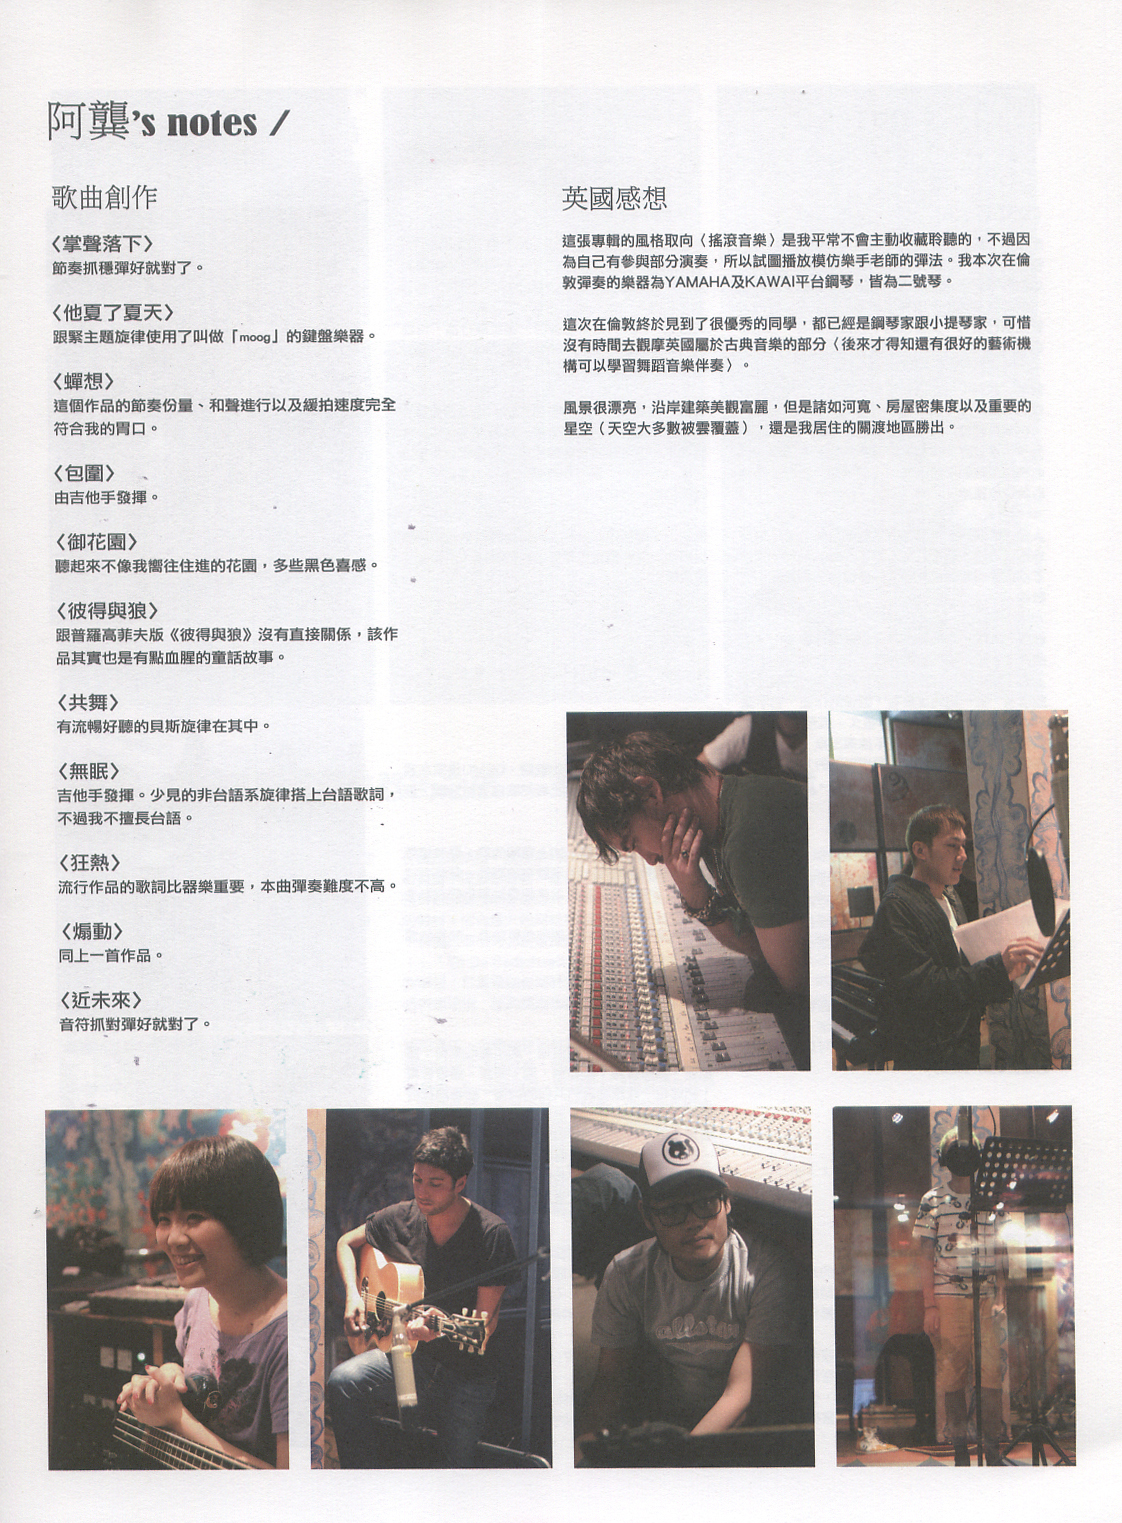 阿龔's notes /
歌曲創作
〈掌聲落下〉
節奏抓穩彈好就對了。
〈他夏了夏天〉
跟緊主題旋律使用了叫做「moog」的鍵盤樂器。
〈蟬想〉
這個作品的節奏份量、和聲進行以及緩拍速度完全
符合我的胃口。
〈包圍〉
由吉他手發揮。
〈御花園〉
聽起來不像我嚮往住進的花園，多些黑色喜感。
〈彼得與狼〉
跟普羅高菲夫版《彼得與狼》沒有直接關係，該作
品其實也是有點血腥的童話故事。
〈共舞〉
有流暢好聽的貝斯旋律在其中。
〈無眠〉
吉他手發揮。少見的非台語系旋律搭上台語歌詞，
不過我不擅長台語。
〈狂熱〉
流行作品的歌詞比器樂重要，本曲彈奏難度不高。
〈煽動〉
同上一首作品。
〈近未來〉
音符抓對彈好就對了。
英國感想
這張專輯的風格取向〈搖滾音樂〉是我平常不會主動收藏聆聽的，不過因
為自己有參與部分演奏，所以試圖播放模仿樂手老師的彈法。我本次在倫
敦彈奏的樂器為YAMAHA及KAWAI平台鋼琴，皆為二號琴。
這次在倫敦終於見到了很優秀的同學，都已經是鋼琴家跟小提琴家，可惜
沒有時間去觀摩英國屬於古典音樂的部分〈後來才得知還有很好的藝術機
構可以學習舞蹈音樂伴奏〉。
風景很漂亮，沿岸建築美觀富麗，但是諸如河寬、房屋密集度以及重要的
星空（天空大多數被雲覆蓋），還是我居住的關渡地區勝出。